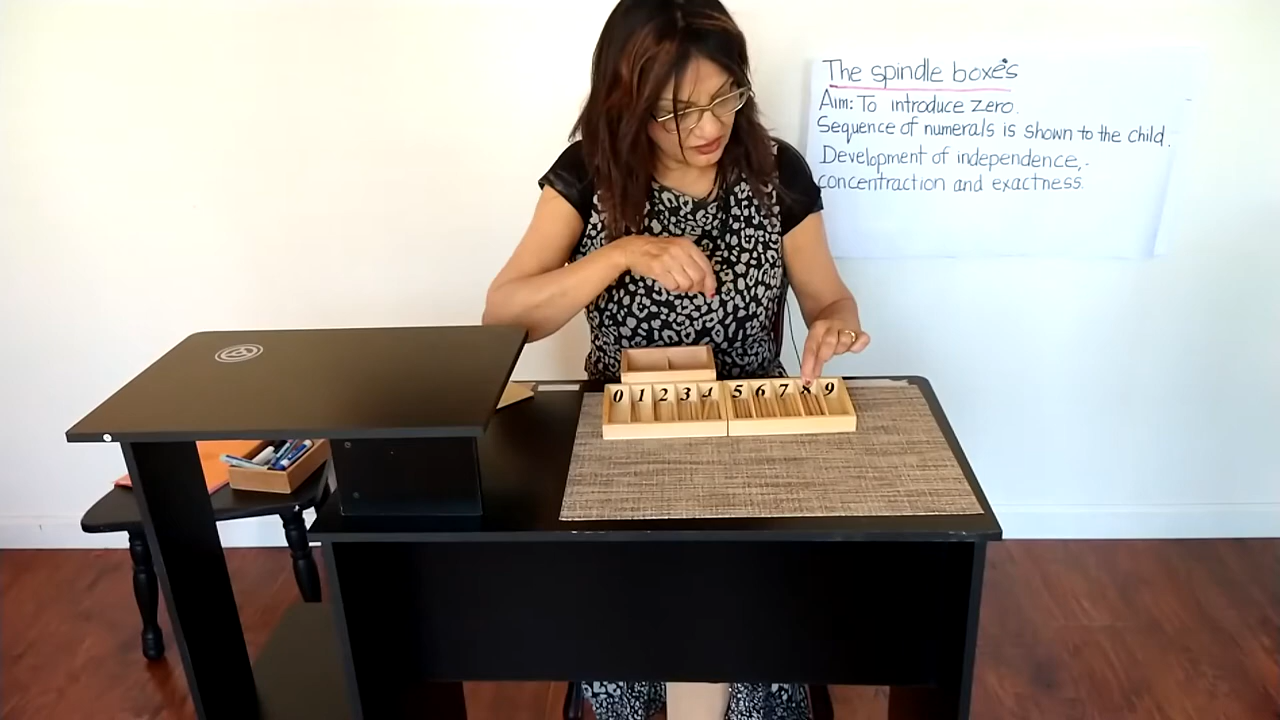 The spindle boxe's
Aim: To introduce zero.
Sequence of numerals is shown to the child.
Development of independence,
concentraction and exactness.
0 1 2 3 4 5 6 7 8 9